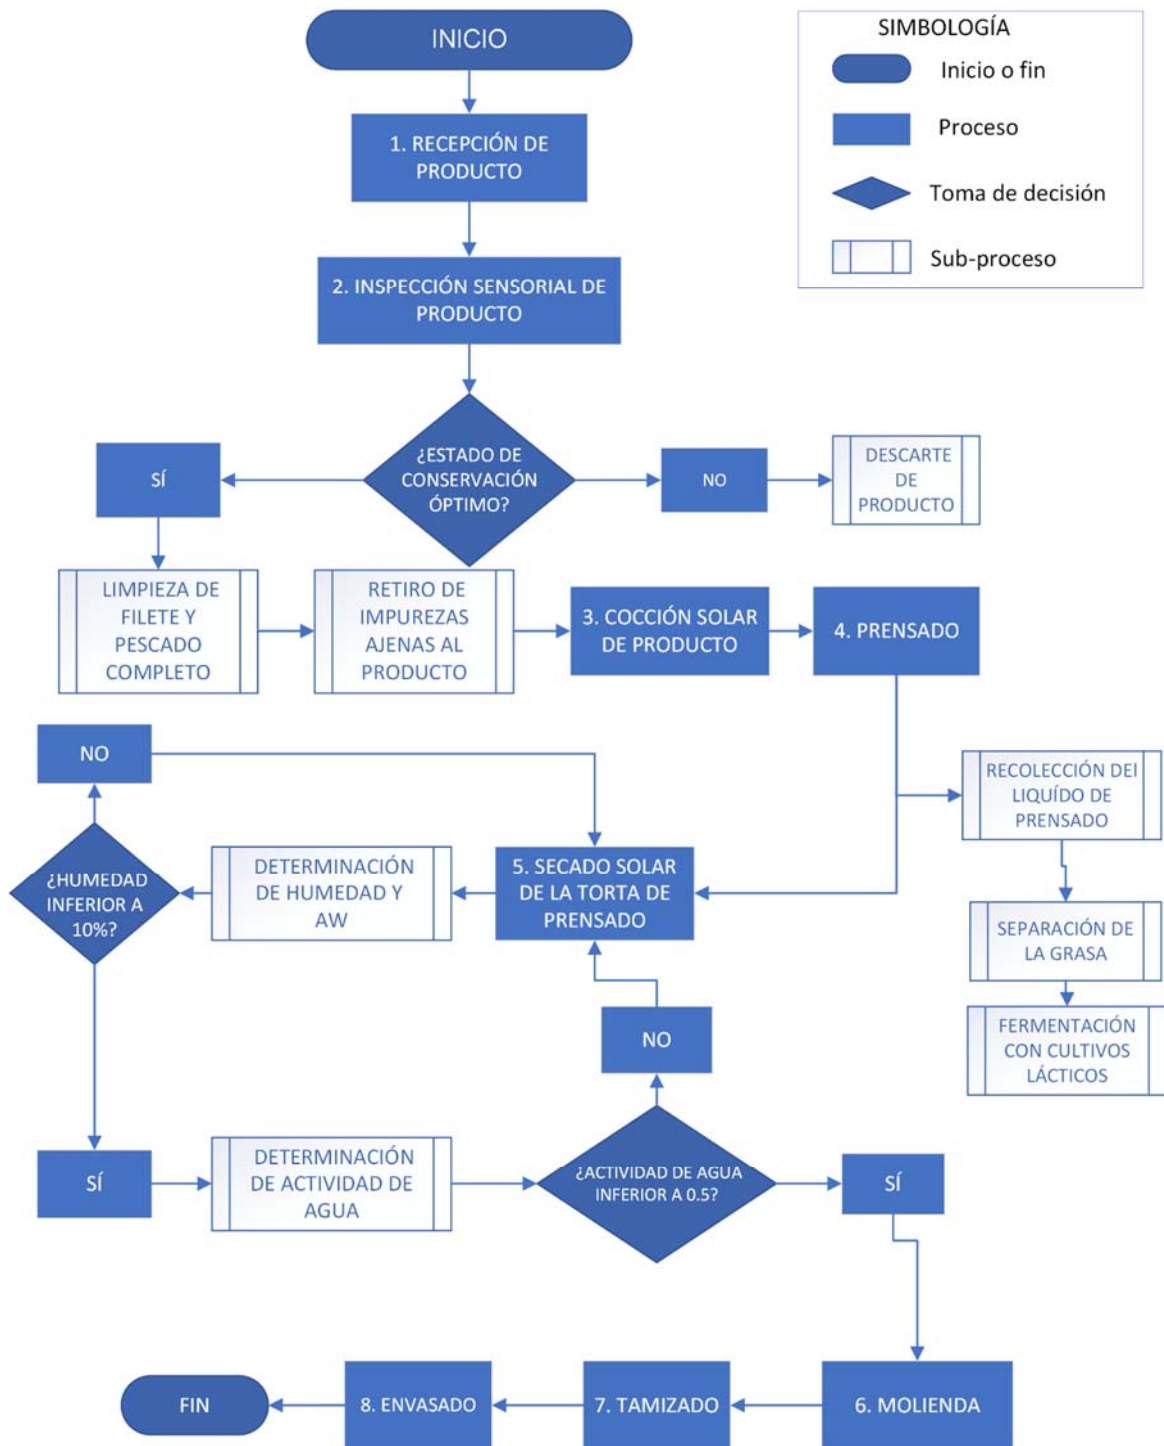 INICIO
SIMBOLOGÍA
Inicio o fin
Proceso
Toma de decisión
Sub-proceso
1. RECEPCIÓN DE
PRODUCTO
2. INSPECCIÓN SENSORIAL DE
PRODUCTO
¿ESTADO DE
CONSERVACIÓN
ÓPTIMO?
SÍ
NO
DESCARTE
DE
PRODUCTO
LIMPIEZA DE
FILETE Y
PESCADO
COMPLETO
RETIRO DE
IMPUREZAS
AJENAS AL
PRODUCTO
3. COCCIÓN SOLAR
DE PRODUCTO
4. PRENSADO
NO
RECOLECCIÓN DEl
LIQUÍDO DE
PRENSADO
¿HUMEDAD
INFERIOR A
10%?
DETERMINACIÓN
DE HUMEDAD Y
AW
5. SECADO SOLAR
DE LA TORTA DE
PRENSADO
SEPARACIÓN DE
LA GRASA
NO
FERMENTACIÓN
CON CULTIVOS
LÁCTICOS
SÍ
DETERMINACIÓN
DE ACTIVIDAD DE
AGUA
¿ACTIVIDAD DE AGUA
INFERIOR A 0.5?
SÍ
FIN
8. ENVASADO
7. TAMIZADO
6. MOLIENDA